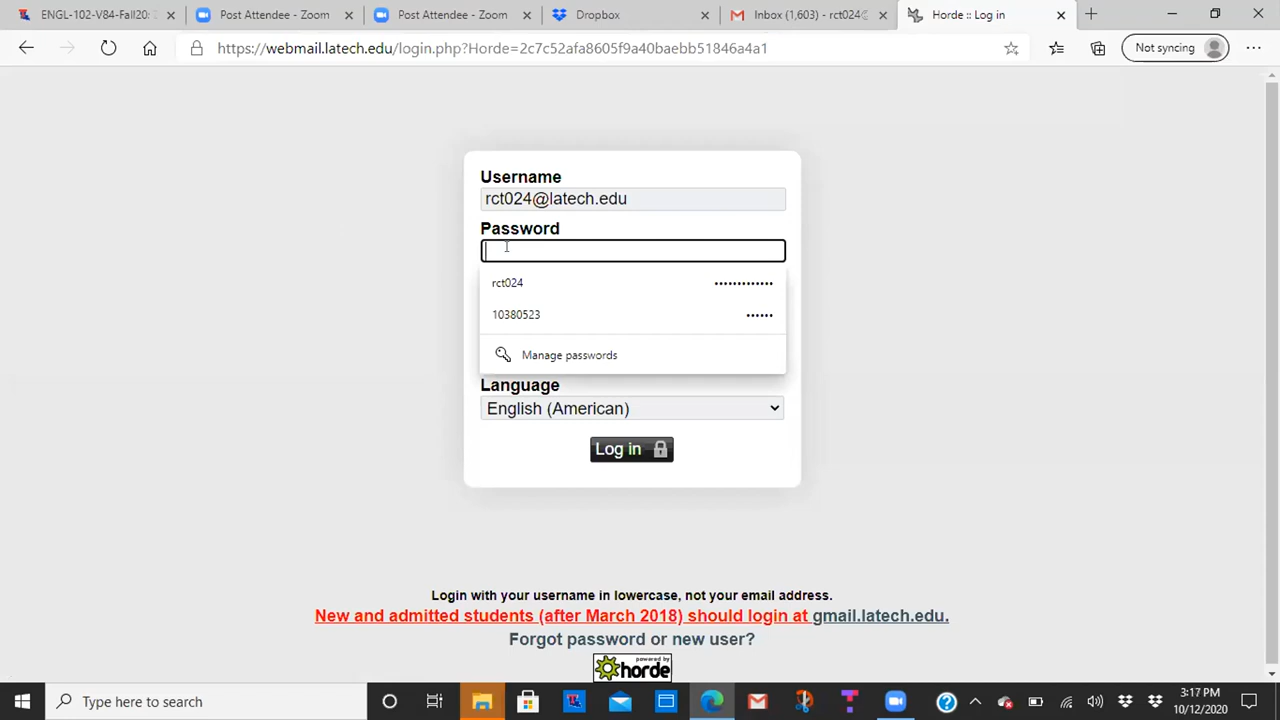 ENGL-102-V84-Fall20:
Post Attendee - Zoom
Post Attendee - Zoom
Dropbox
Inbox (1,603) - rct024
Horde :: Log in
https://webmail.latech.edu/login.php?Horde=2c7c52afa8605f9a40baebb51846a4a1
Not syncing
Username
rct024@latech.edu
Password
rct024 •••••••••••••
10380523 ••••••
Manage passwords
Language
English (American)
Log in
Login with your username in lowercase, not your email address.
New and admitted students (after March 2018) should login at gmail.latech.edu.
Forgot password or new user?
powered by
horde
Type here to search
3:17 PM
10/12/2020